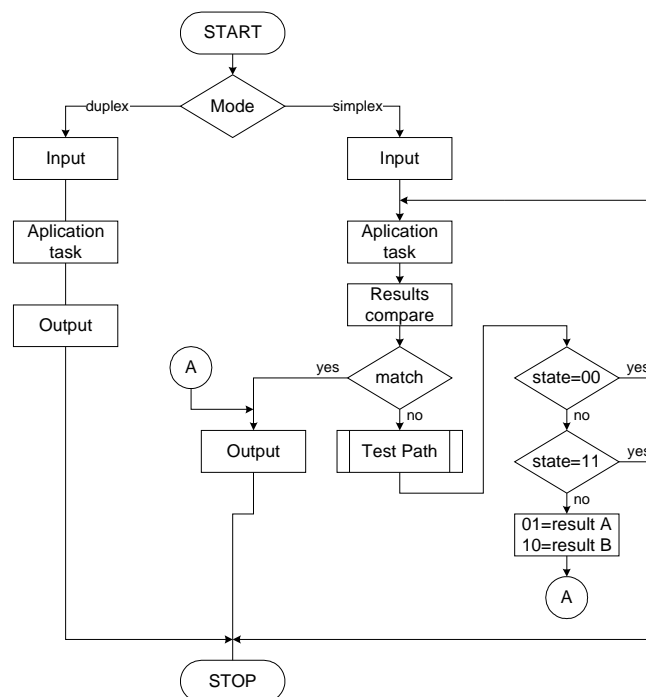 START
Mode
duplex
simplex
Input
Input
Aplication
task
Aplication
task
Results
compare
Output
A
yes
match
no
Output
Test Path
state=00
yes
no
state=11
yes
no
01=result A
10=result B
A
STOP